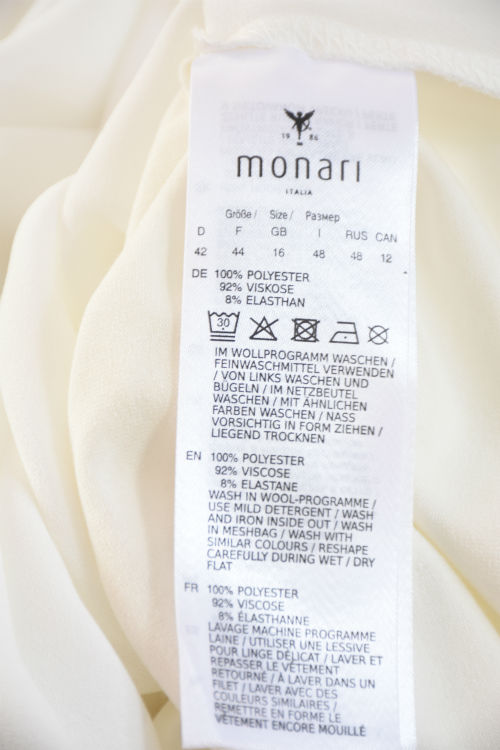 19 86
monari
ITALIA
Größe / Size / Размер
D F GB I RUS CAN
42 44 16 48 48 12
DE 100% POLYESTER
92% VISKOSE
8% ELASTHAN
30
IM WOLLPROGRAMM WASCHEN /
FEINWASCHMITTEL VERWENDEN
/ VON LINKS WASCHEN UND
BÜGELN / IM NETZBEUTEL
WASCHEN / MIT ÄHNLICHEN
FARBEN WASCHEN / NASS
VORSICHTIG IN FORM ZIEHEN /
LIEGEND TROCKNEN
EN 100% POLYESTER
92% VISCOSE
8% ELASTANE
WASH IN WOOL-PROGRAMME /
USE MILD DETERGENT / WASH
AND IRON INSIDE OUT / WASH
IN MESHBAG / WASH WITH
SIMILAR COLOURS / RESHAPE
CAREFULLY DURING WET / DRY
FLAT
FR 100% POLYESTER
92% VISCOSE
8% ÉLASTHANNE
LAVAGE MACHINE PROGRAMME
LAINE / UTILISER UNE LESSIVE
POUR LINGE DÉLICAT / LAVER ET
REPASSER LE VÊTEMENT
RETOURNÉ / À LAVER DANS UN
FILET / LAVER AVEC DES
COULEURS SIMILAIRES /
REMETTRE EN FORME LE
VÊTEMENT ENCORE MOUILLÉ